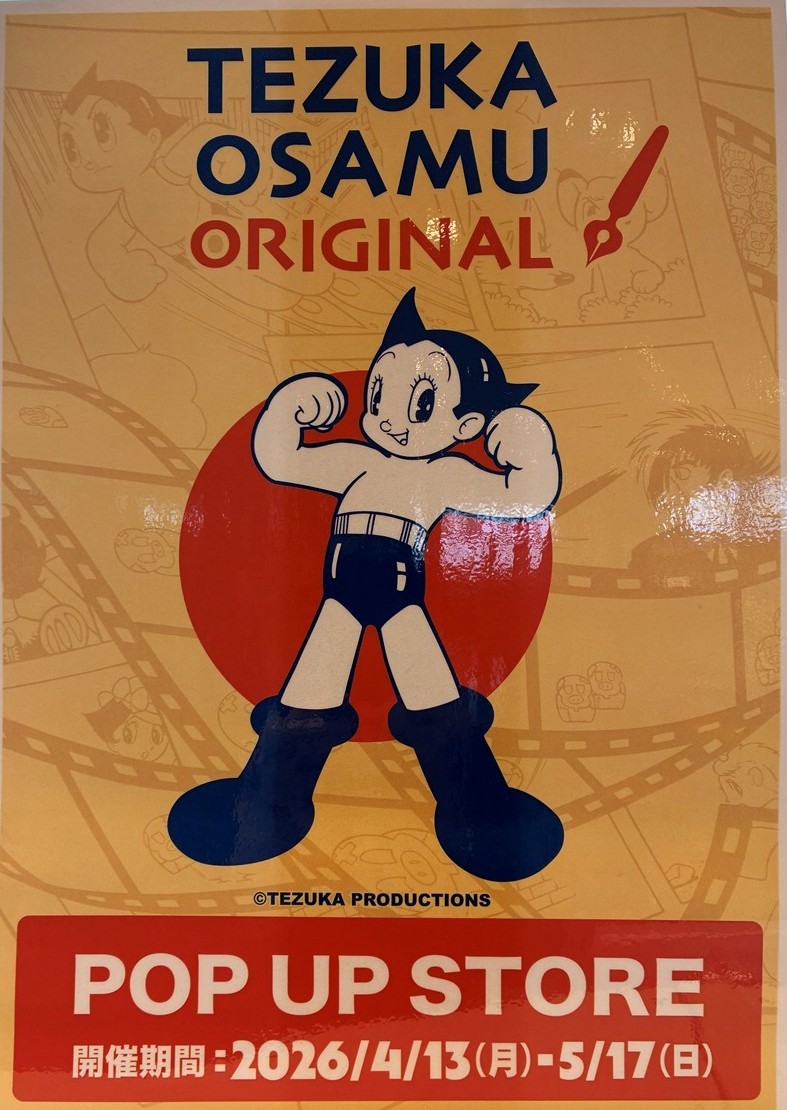 TEZUKA
OSAMU
ORIGINAL
©TEZUKA PRODUCTIONS
POP UP STORE
開催期間：2026/4/13(月)-5/17(日)